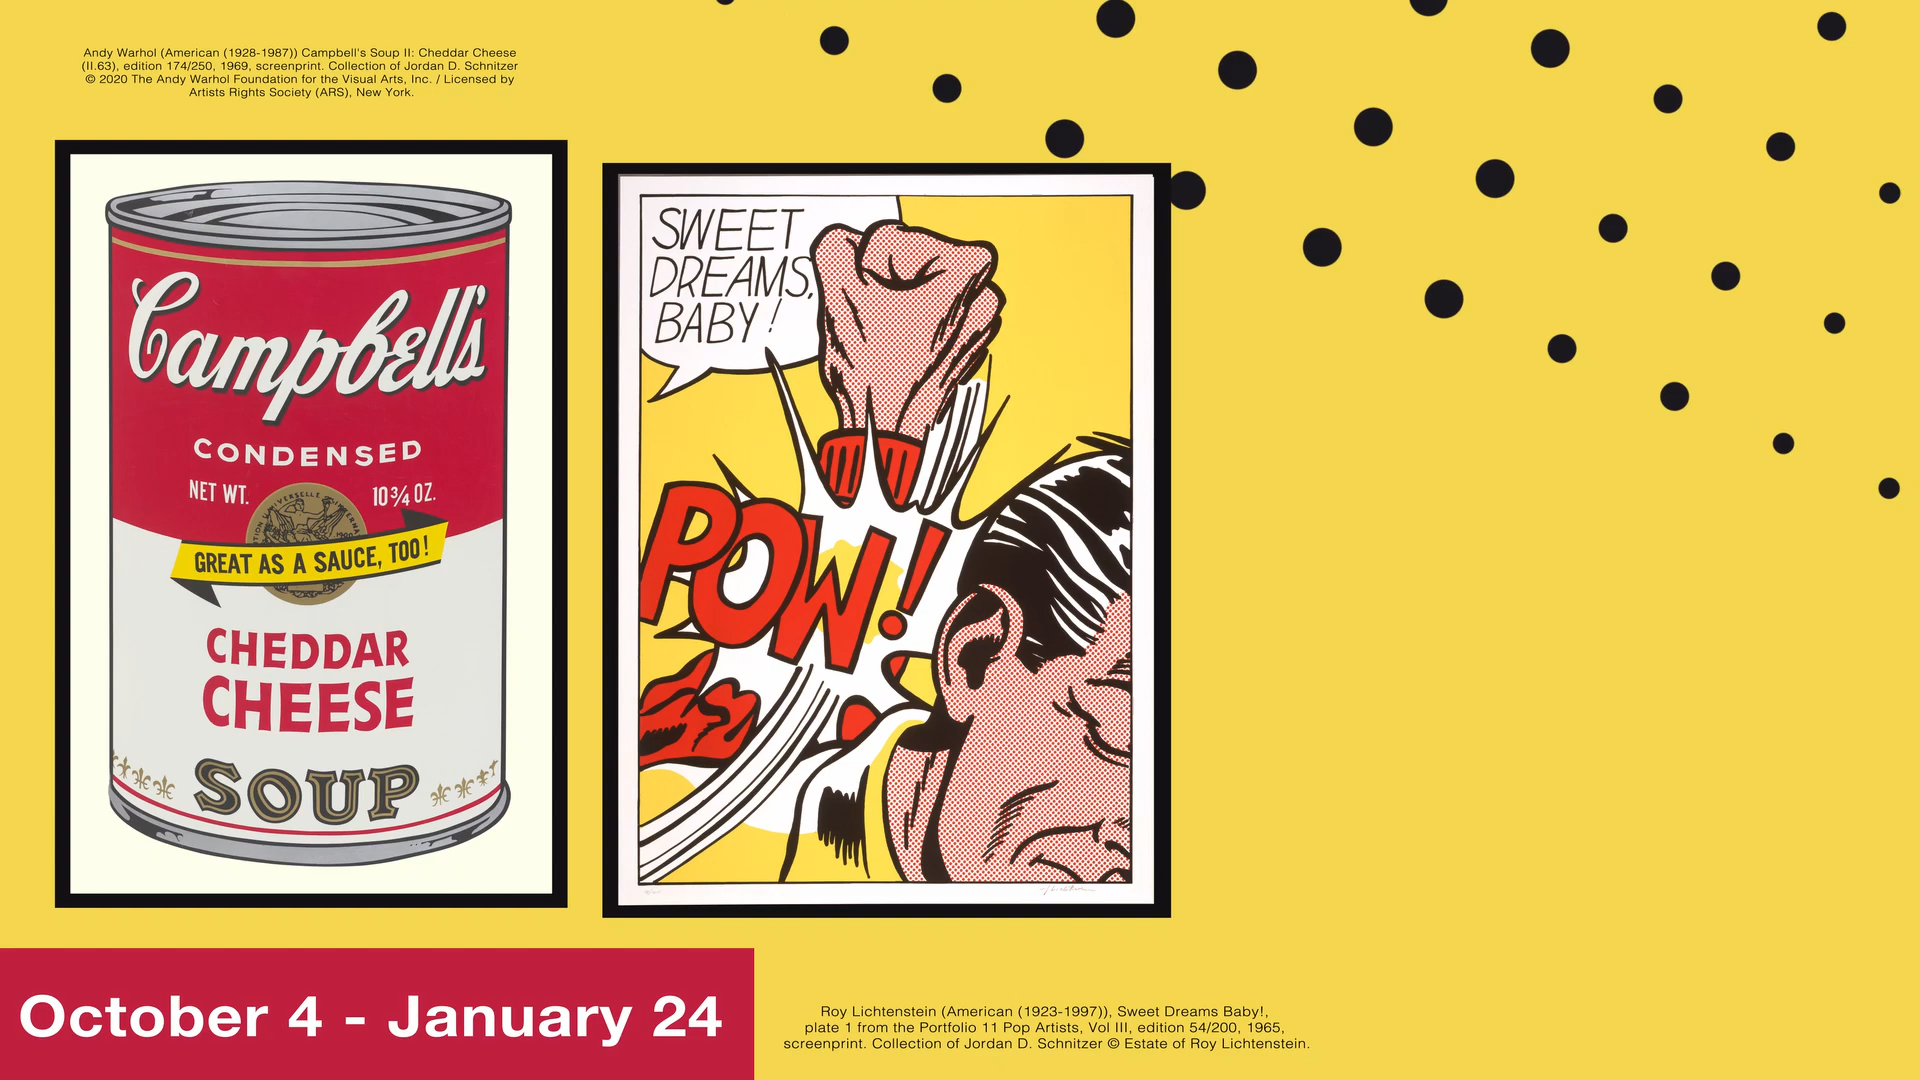 Andy Warhol (American (1928-1987)) Campbell's Soup II: Cheddar Cheese
(II.63), edition 174/250, 1969, screenprint. Collection of Jordan D. Schnitzer
© 2020 The Andy Warhol Foundation for the Visual Arts, Inc. / Licensed by
Artists Rights Society (ARS), New York.
Campbell's
CONDENSED
NET WT. 10¾ OZ.
GREAT AS A SAUCE, TOO!
CHEDDAR
CHEESE
SOUP
SWEET
DREAMS,
BABY!
POW!
October 4 - January 24
Roy Lichtenstein (American (1923-1997)), Sweet Dreams Baby!,
plate 1 from the Portfolio 11 Pop Artists, Vol III, edition 54/200, 1965,
screenprint. Collection of Jordan D. Schnitzer © Estate of Roy Lichtenstein.